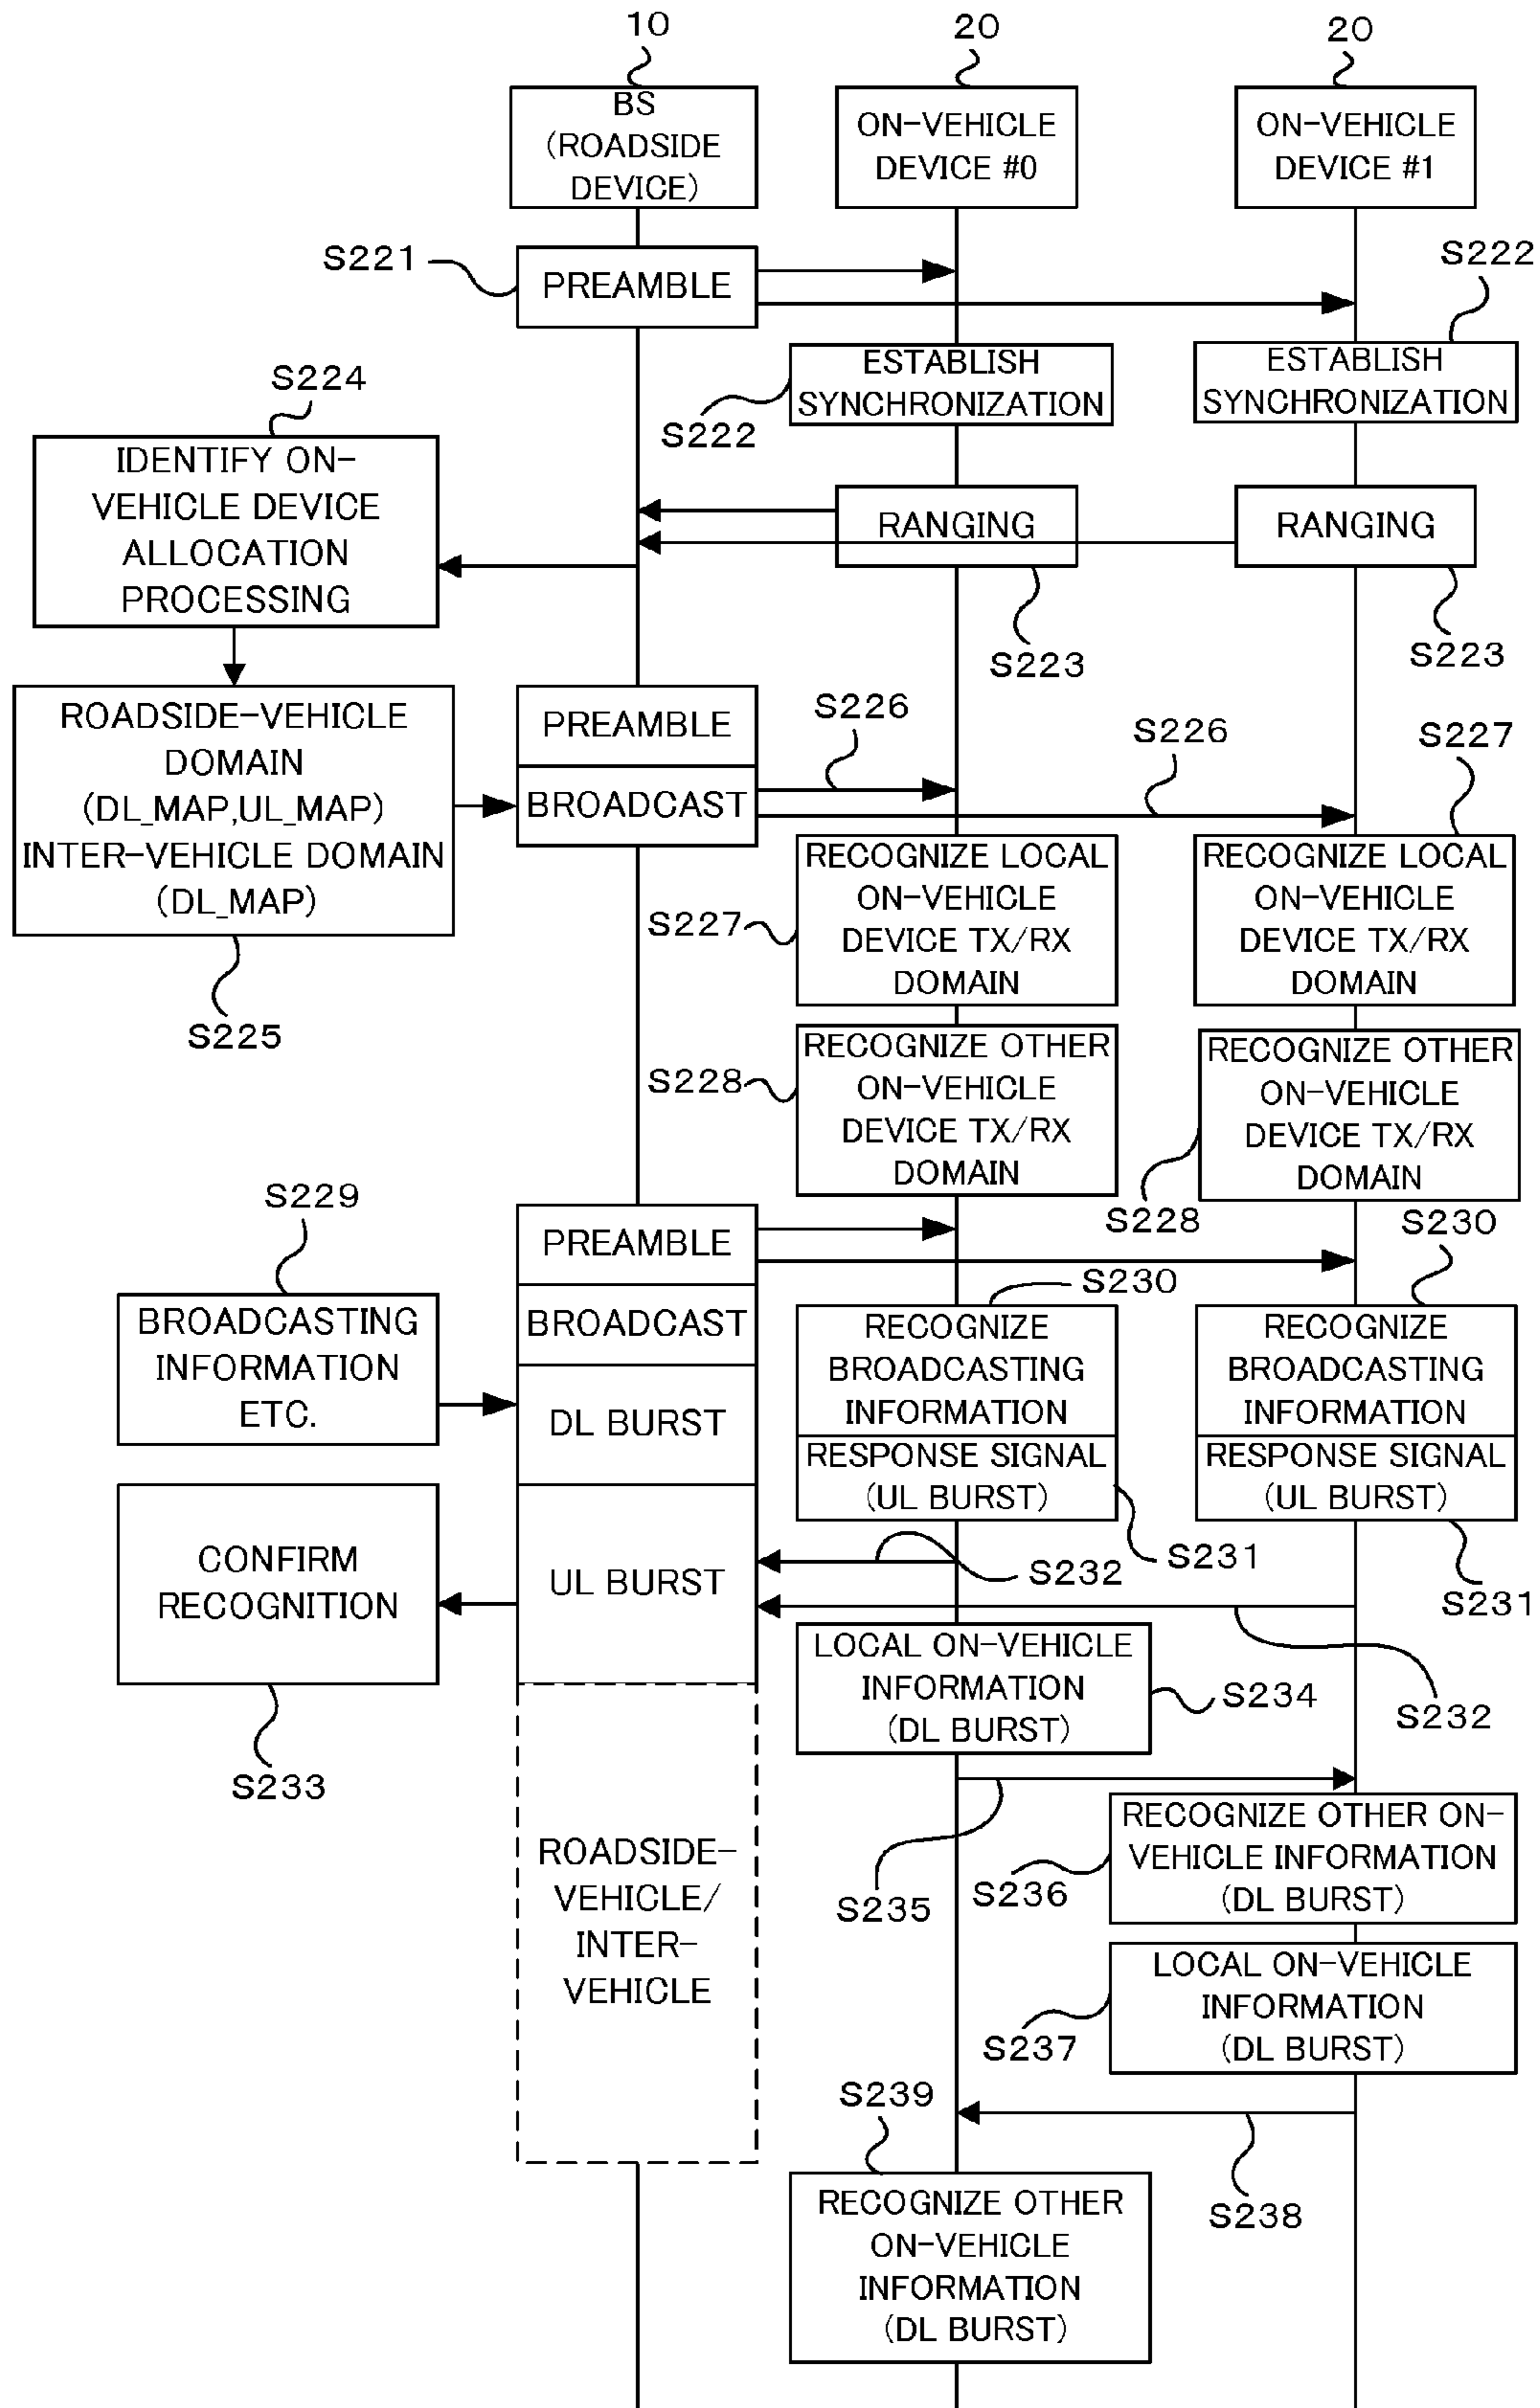 10
20
20
BS
(ROADSIDE
DEVICE)
ON-VEHICLE
DEVICE #0
ON-VEHICLE
DEVICE #1
S221
PREAMBLE
S222
ESTABLISH
SYNCHRONIZATION
S222
ESTABLISH
SYNCHRONIZATION
S224
IDENTIFY ON-
VEHICLE DEVICE
ALLOCATION
PROCESSING
RANGING
S223
RANGING
S223
ROADSIDE-VEHICLE
DOMAIN
(DL_MAP,UL_MAP)
INTER-VEHICLE DOMAIN
(DL_MAP)
S225
PREAMBLE
BROADCAST
S226
S226
S227
RECOGNIZE LOCAL
ON-VEHICLE
DEVICE TX/RX
DOMAIN
S227
RECOGNIZE LOCAL
ON-VEHICLE
DEVICE TX/RX
DOMAIN
S228
RECOGNIZE OTHER
ON-VEHICLE
DEVICE TX/RX
DOMAIN
RECOGNIZE OTHER
ON-VEHICLE
DEVICE TX/RX
DOMAIN
S228
S229
BROADCASTING
INFORMATION
ETC.
PREAMBLE
BROADCAST
DL BURST
UL BURST
S230
RECOGNIZE
BROADCASTING
INFORMATION
RESPONSE SIGNAL
(UL BURST)
S231
S230
RECOGNIZE
BROADCASTING
INFORMATION
RESPONSE SIGNAL
(UL BURST)
S231
S232
S232
CONFIRM
RECOGNITION
S233
LOCAL ON-VEHICLE
INFORMATION
(DL BURST)
S234
ROADSIDE-
VEHICLE/
INTER-
VEHICLE
S235
S236
RECOGNIZE OTHER ON-
VEHICLE INFORMATION
(DL BURST)
S237
LOCAL ON-VEHICLE
INFORMATION
(DL BURST)
S238
S239
RECOGNIZE OTHER
ON-VEHICLE
INFORMATION
(DL BURST)